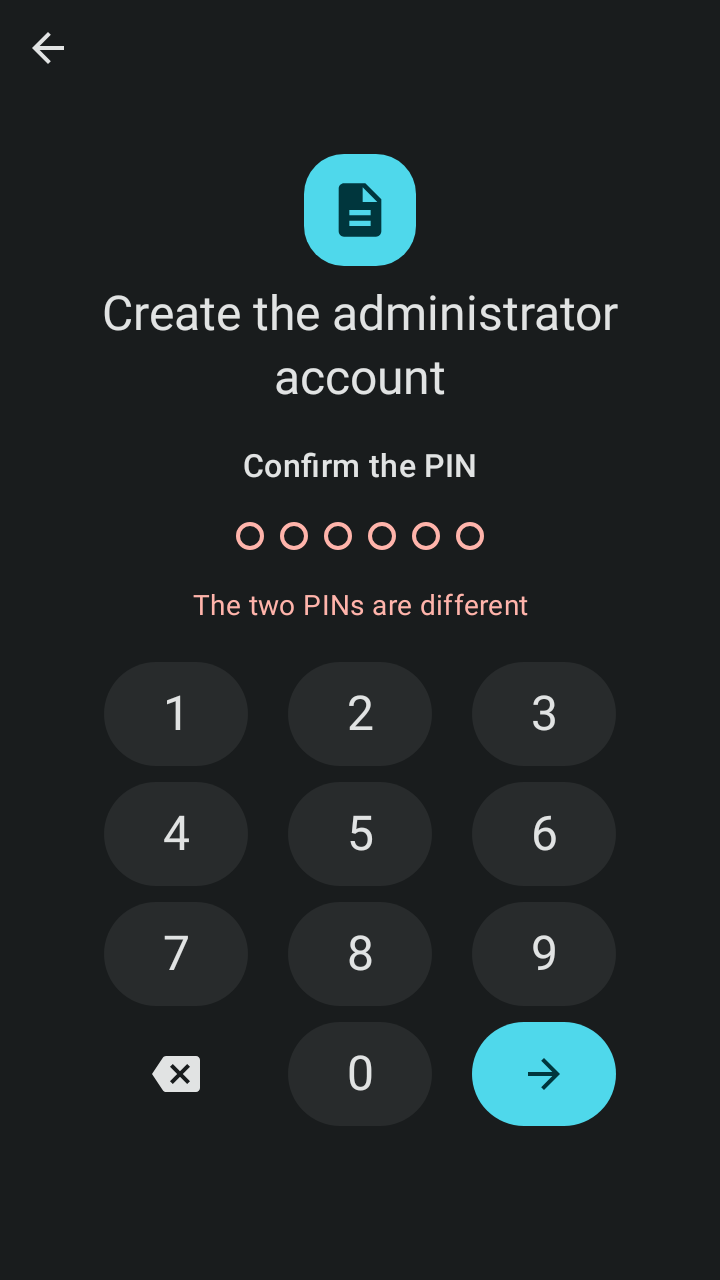 Create the administrator
account
Confirm the PIN
The two PINs are different
1 2 3
4 5 6
7 8 9
0